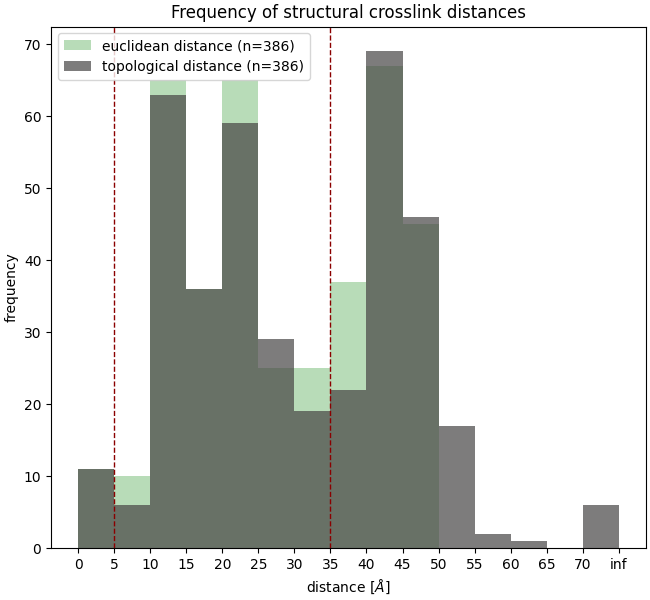 Frequency of structural crosslink distances
euclidean distance (n=386)
topological distance (n=386)
70
60
50
40
30
20
10
0
frequency
0 5 10 15 20 25 30 35 40 45 50 55 60 65 70 inf
distance [Å]